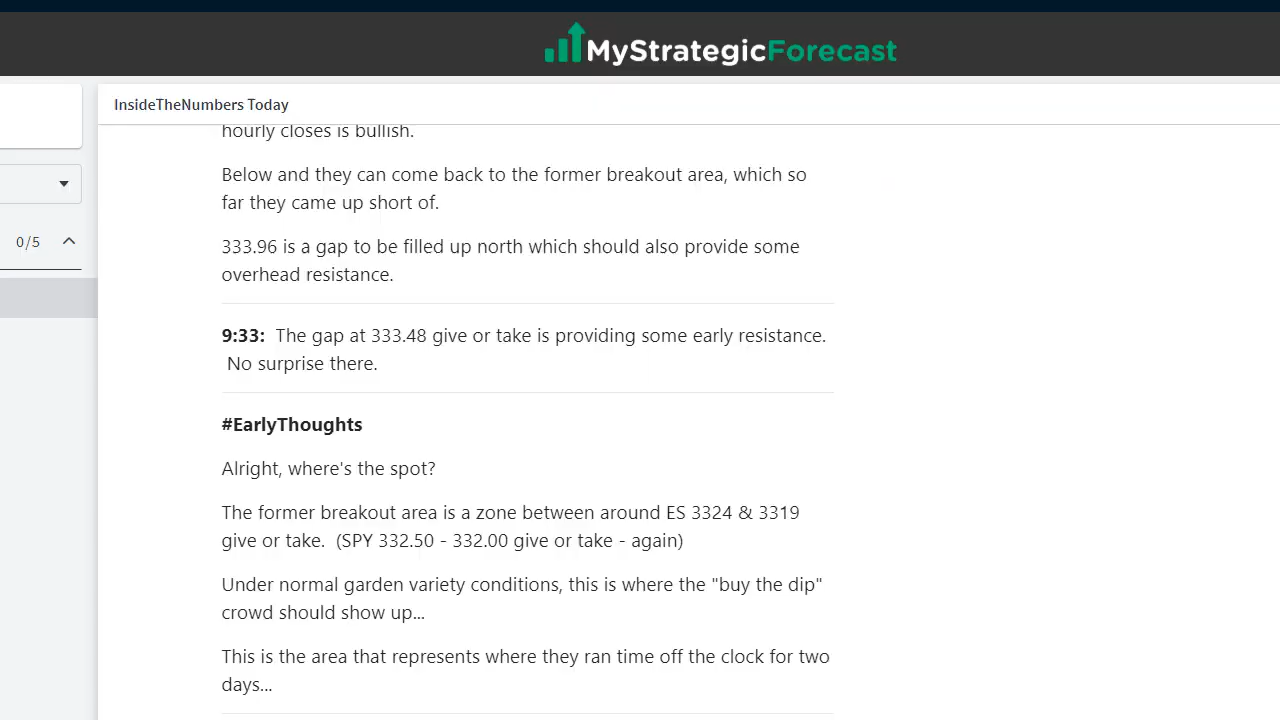 MyStrategicForecast
InsideTheNumbers Today
hourly closes is bullish.
Below and they can come back to the former breakout area, which so
far they came up short of.
0/5
333.96 is a gap to be filled up north which should also provide some
overhead resistance.
9:33: The gap at 333.48 give or take is providing some early resistance.
No surprise there.
#EarlyThoughts
Alright, where's the spot?
The former breakout area is a zone between around ES 3324 & 3319
give or take. (SPY 332.50 - 332.00 give or take - again)
Under normal garden variety conditions, this is where the "buy the dip"
crowd should show up...
This is the area that represents where they ran time off the clock for two
days...